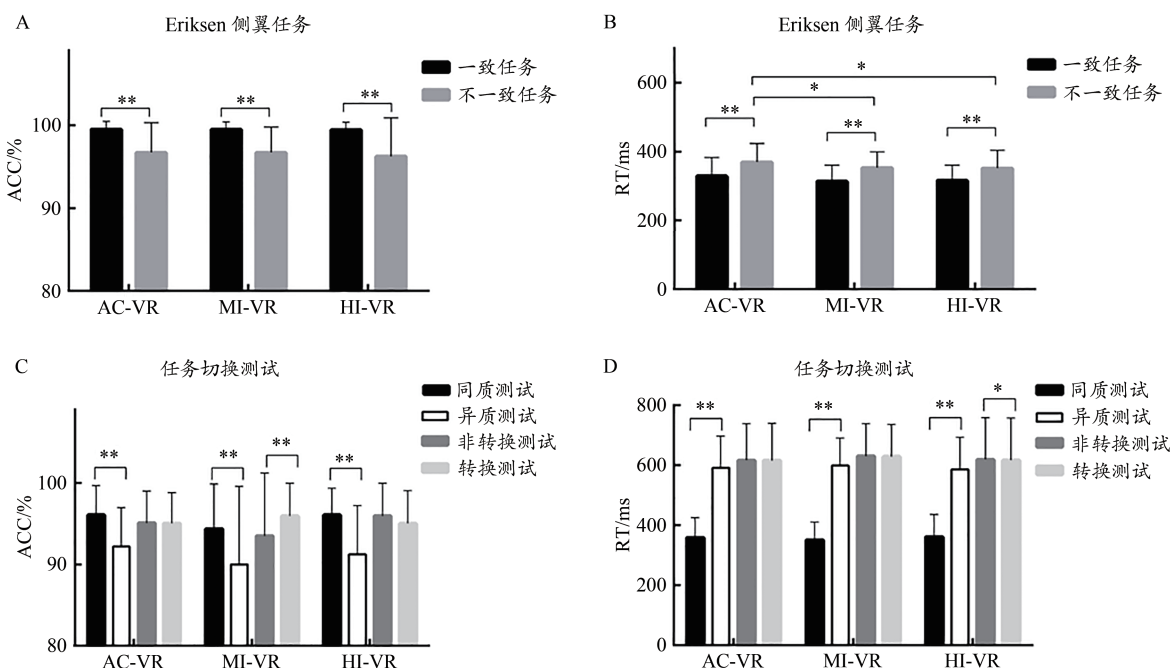 A
Eriksen 侧翼任务
ACC/%
100
90
80
**
**
**
一致任务
不一致任务
AC-VR
MI-VR
HI-VR
B
Eriksen 侧翼任务
RT/ms
600
400
200
0
*
*
**
**
**
一致任务
不一致任务
AC-VR
MI-VR
HI-VR
C
任务切换测试
ACC/%
100
90
80
**
**
**
**
同质测试
异质测试
非转换测试
转换测试
AC-VR
MI-VR
HI-VR
D
任务切换测试
RT/ms
800
600
400
200
0
**
**
**
*
同质测试
异质测试
非转换测试
转换测试
AC-VR
MI-VR
HI-VR